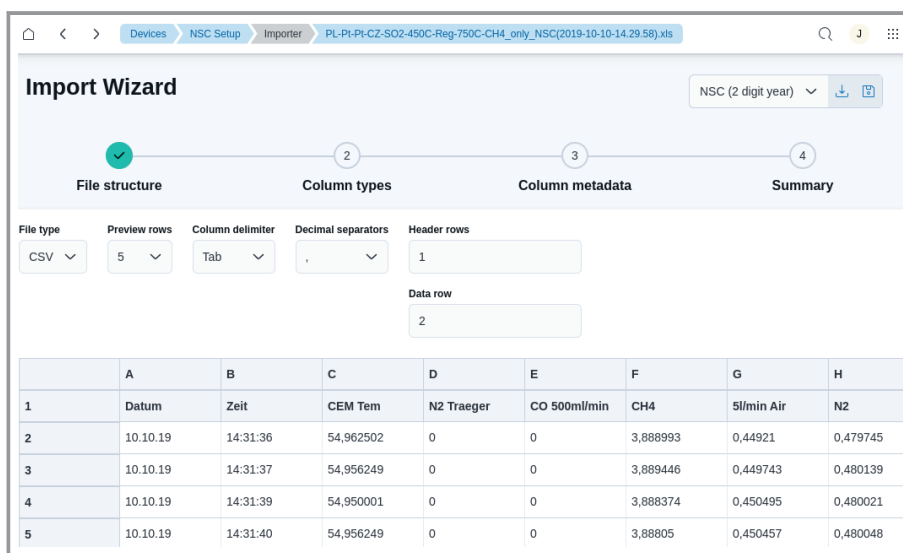 Devices NSC Setup Importer PL-Pt-Pt-CZ-SO2-450C-Reg-750C-CH4_only_NSC(2019-10-10-14.29.58).xls J
Import Wizard
NSC (2 digit year)
2 3 4
File structure Column types Column metadata Summary
File type Preview rows Column delimiter Decimal separators Header rows
CSV 5 Tab , 1
Data row
2
A B C D E F G H
1 Datum Zeit CEM Tem N2 Traeger CO 500ml/min CH4 5l/min Air N2
2 10.10.19 14:31:36 54,962502 0 0 3,888993 0,44921 0,479745
3 10.10.19 14:31:37 54,956249 0 0 3,889446 0,449743 0,480139
4 10.10.19 14:31:39 54,950001 0 0 3,888374 0,450495 0,480021
5 10.10.19 14:31:40 54,956249 0 0 3,88805 0,450457 0,480048